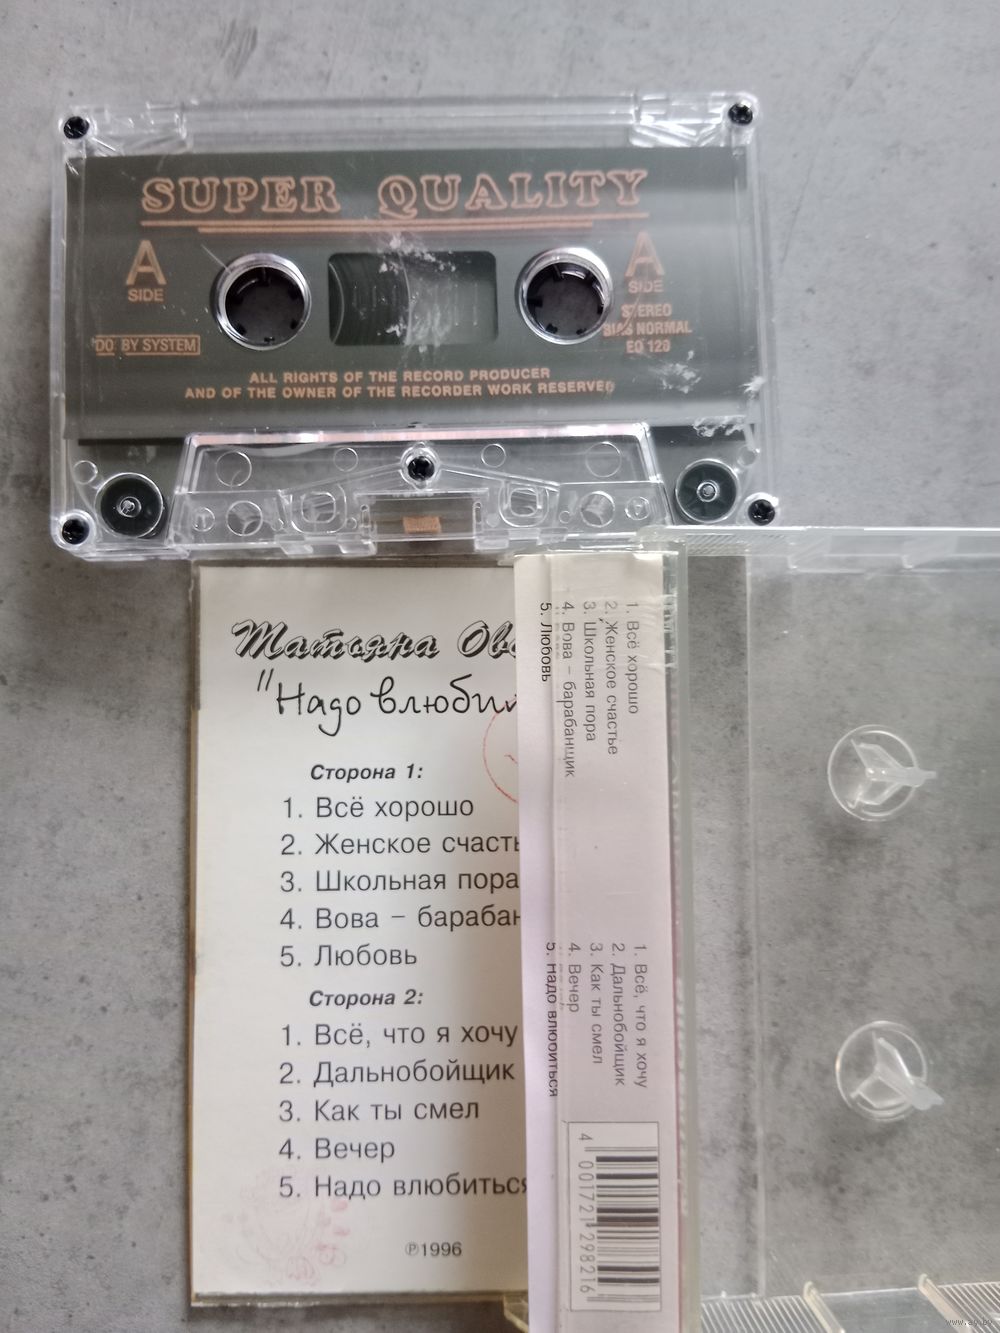 SUPER QUALITY
A
SIDE
A
SIDE
STEREO
BIAS NORMAL
EQ 120
DO BY SYSTEM
ALL RIGHTS OF THE RECORD PRODUCER
AND OF THE OWNER OF THE RECORDER WORK RESERVED
Татьяна Ов
"Надо влюби
Сторона 1:
1. Всё хорошо
2. Женское счасть
3. Школьная пора
4. Вова – барабан
5. Любовь
Сторона 2:
1. Всё, что я хочу
2. Дальнобойщик
3. Как ты смел
4. Вечер
5. Надо влюбиться
℗1996
1. Всё хорошо
2. Женское счастье
3. Школьная пора
4. Вова – барабанщик
5. Любовь
1. Всё, что я хочу
2. Дальнобойщик
3. Как ты смел
4. Вечер
5. Надо влюбиться
4 001721 298216
www.ay.by